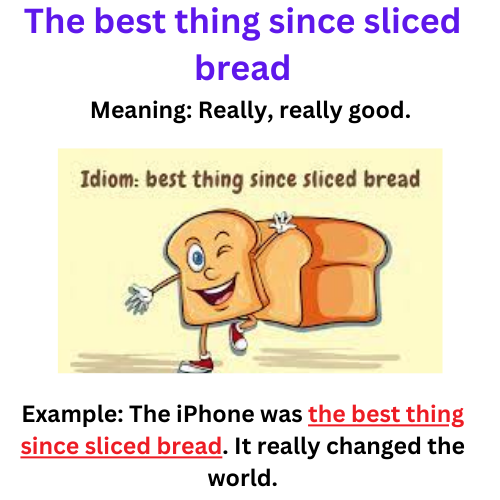 The best thing since sliced
bread
Meaning: Really, really good.
Idiom: best thing since sliced bread
Example: The iPhone was the best thing
since sliced bread. It really changed the
world.